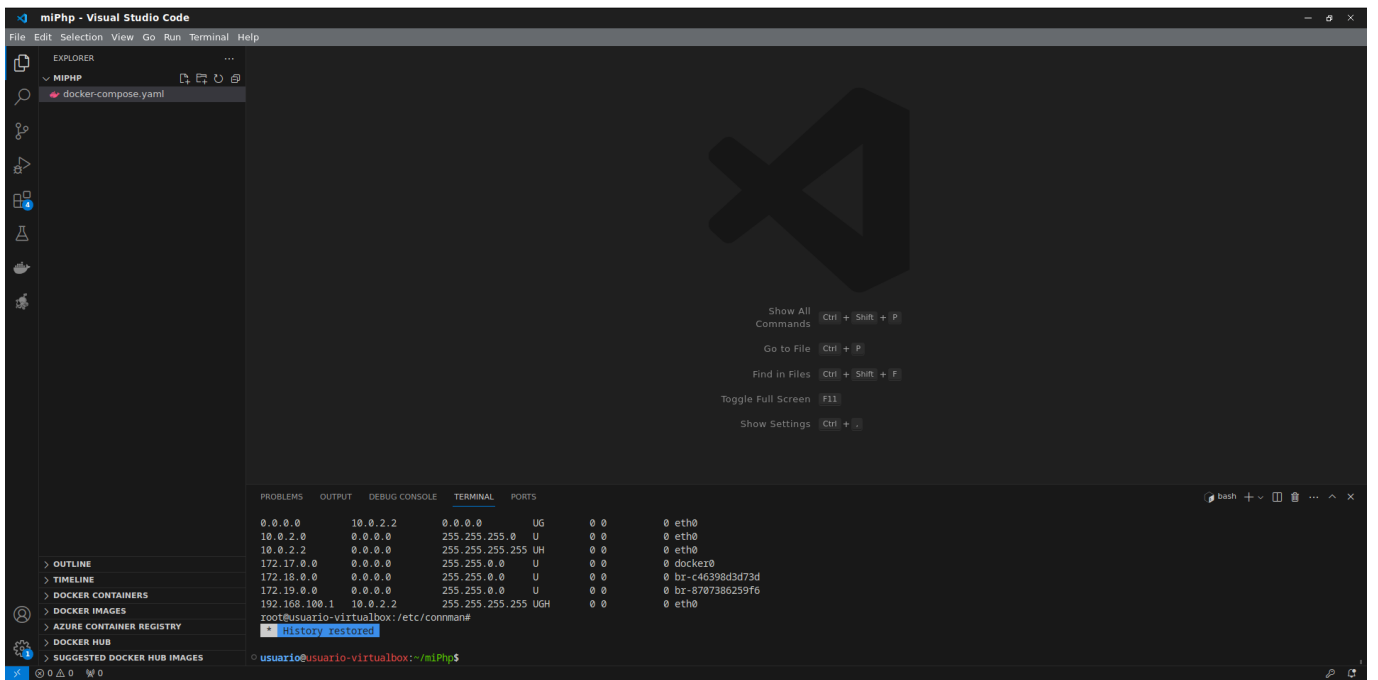 miPhp - Visual Studio Code
File Edit Selection View Go Run Terminal Help
EXPLORER
MIPHP
docker-compose.yaml
4
Show All Commands Ctrl + Shift + P
Go to File Ctrl + P
Find in Files Ctrl + Shift + F
Toggle Full Screen F11
Show Settings Ctrl + ,
PROBLEMS OUTPUT DEBUG CONSOLE TERMINAL PORTS
bash
0.0.0.0 10.0.2.2 0.0.0.0 UG 0 0 0 eth0
10.0.2.0 0.0.0.0 255.255.255.0 U 0 0 0 eth0
10.0.2.2 0.0.0.0 255.255.255.255 UH 0 0 0 eth0
172.17.0.0 0.0.0.0 255.255.0.0 U 0 0 0 docker0
172.18.0.0 0.0.0.0 255.255.0.0 U 0 0 0 br-c46398d3d73d
172.19.0.0 0.0.0.0 255.255.0.0 U 0 0 0 br-8707386259f6
192.168.100.1 10.0.2.2 255.255.255.255 UGH 0 0 0 eth0
root@usuario-virtualbox:/etc/connman#
* History restored
usuario@usuario-virtualbox:~/miPhp$
OUTLINE
TIMELINE
DOCKER CONTAINERS
DOCKER IMAGES
AZURE CONTAINER REGISTRY
DOCKER HUB
SUGGESTED DOCKER HUB IMAGES
1
0 0 0